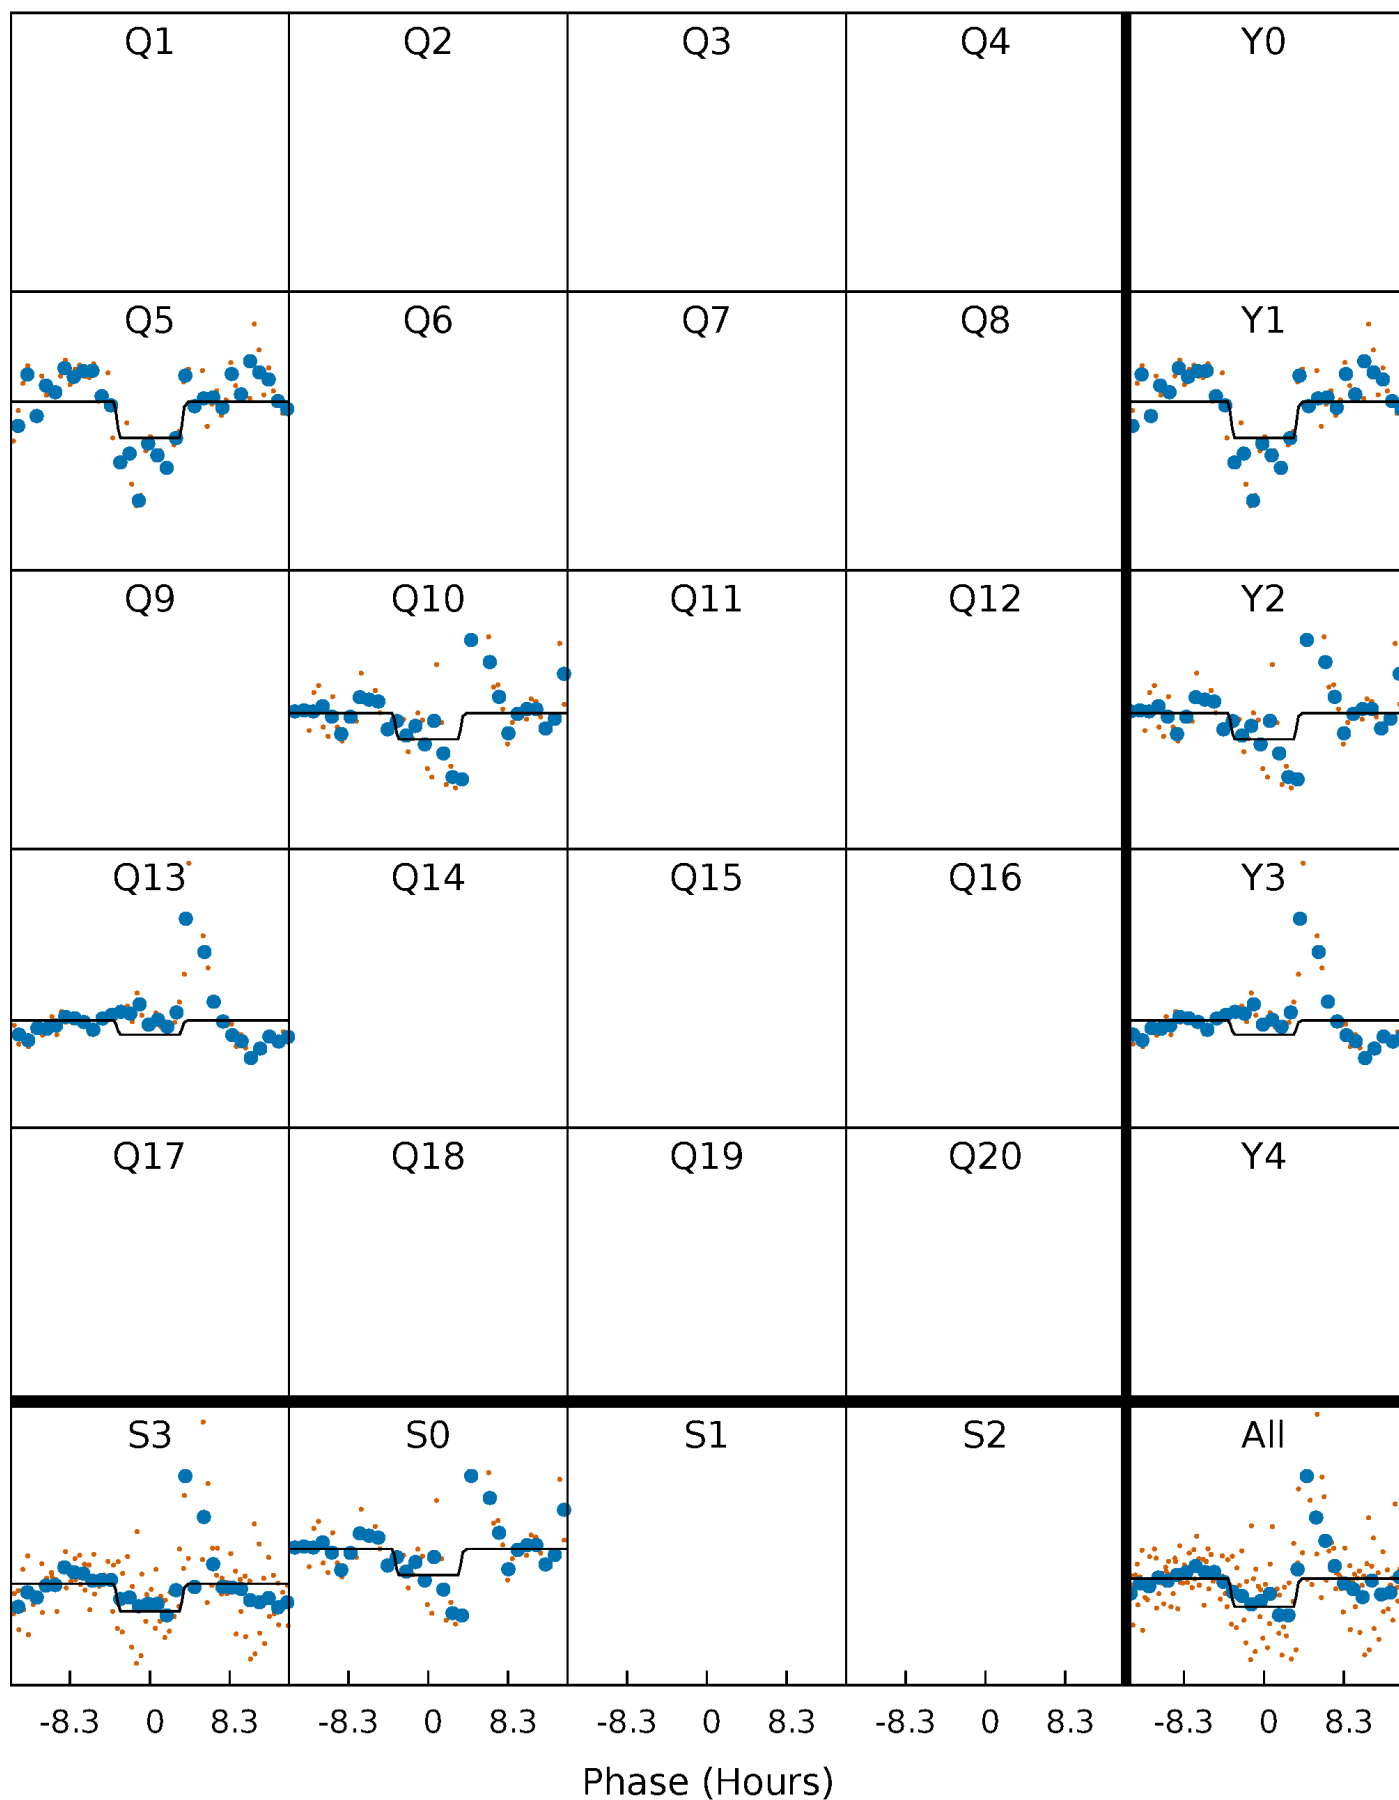 Q1 Q2 Q3 Q4 Y0
Q5 Q6 Q7 Q8 Y1
Q9 Q10 Q11 Q12 Y2
Q13 Q14 Q15 Q16 Y3
Q17 Q18 Q19 Q20 Y4
S3 S0 S1 S2 All
-8.3 0 8.3 -8.3 0 8.3 -8.3 0 8.3 -8.3 0 8.3 -8.3 0 8.3
Phase (Hours)